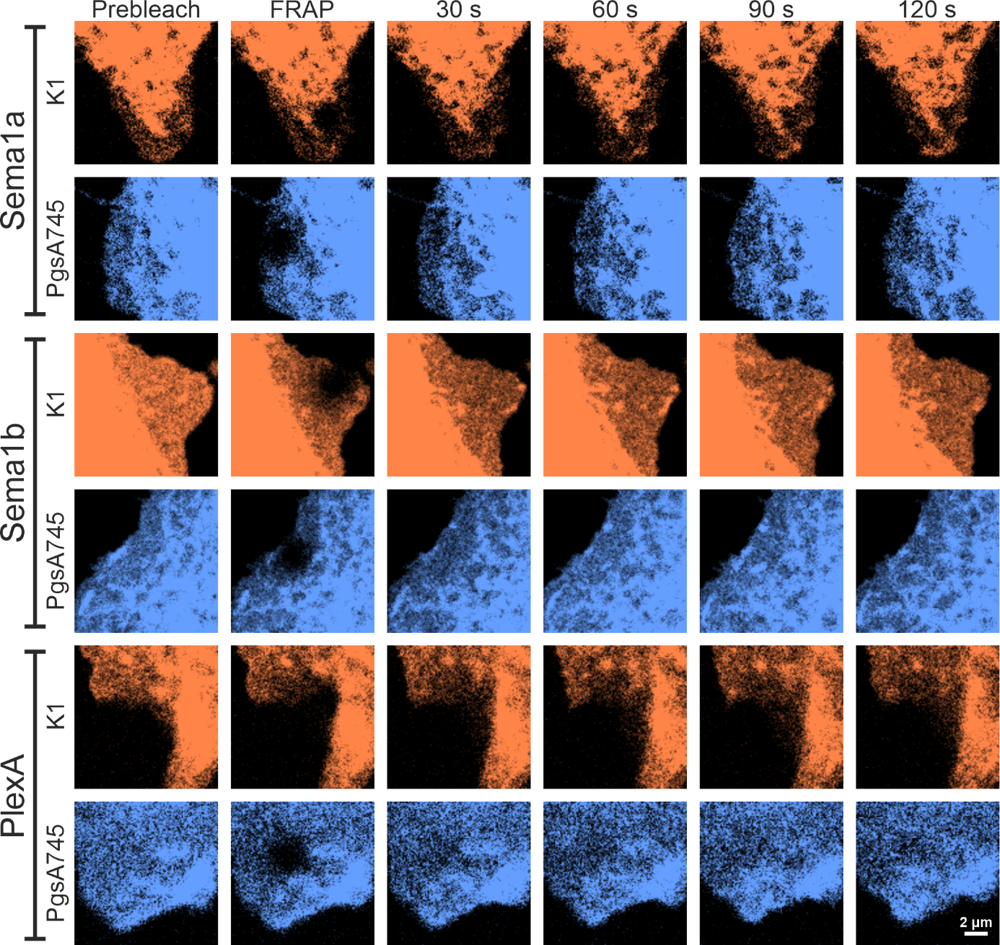 Prebleach FRAP 30 s 60 s 90 s 120 s
Sema1a
K1
PgsA745
Sema1b
K1
PgsA745
PlexA
K1
PgsA745
2 µm